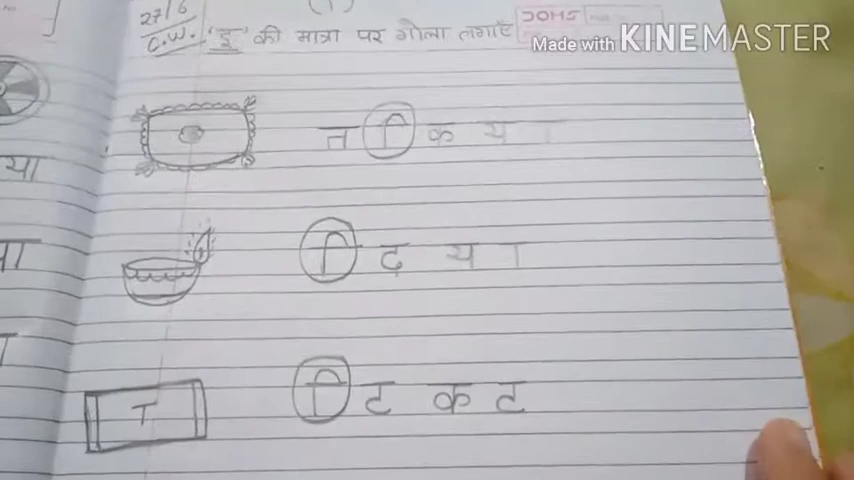 27/6
C.W. 'इ' की मात्रा पर गोला लगाएँ
Made with KINEMASTER
त ि क य ा
ि द य ा
T ि ट क ट
या